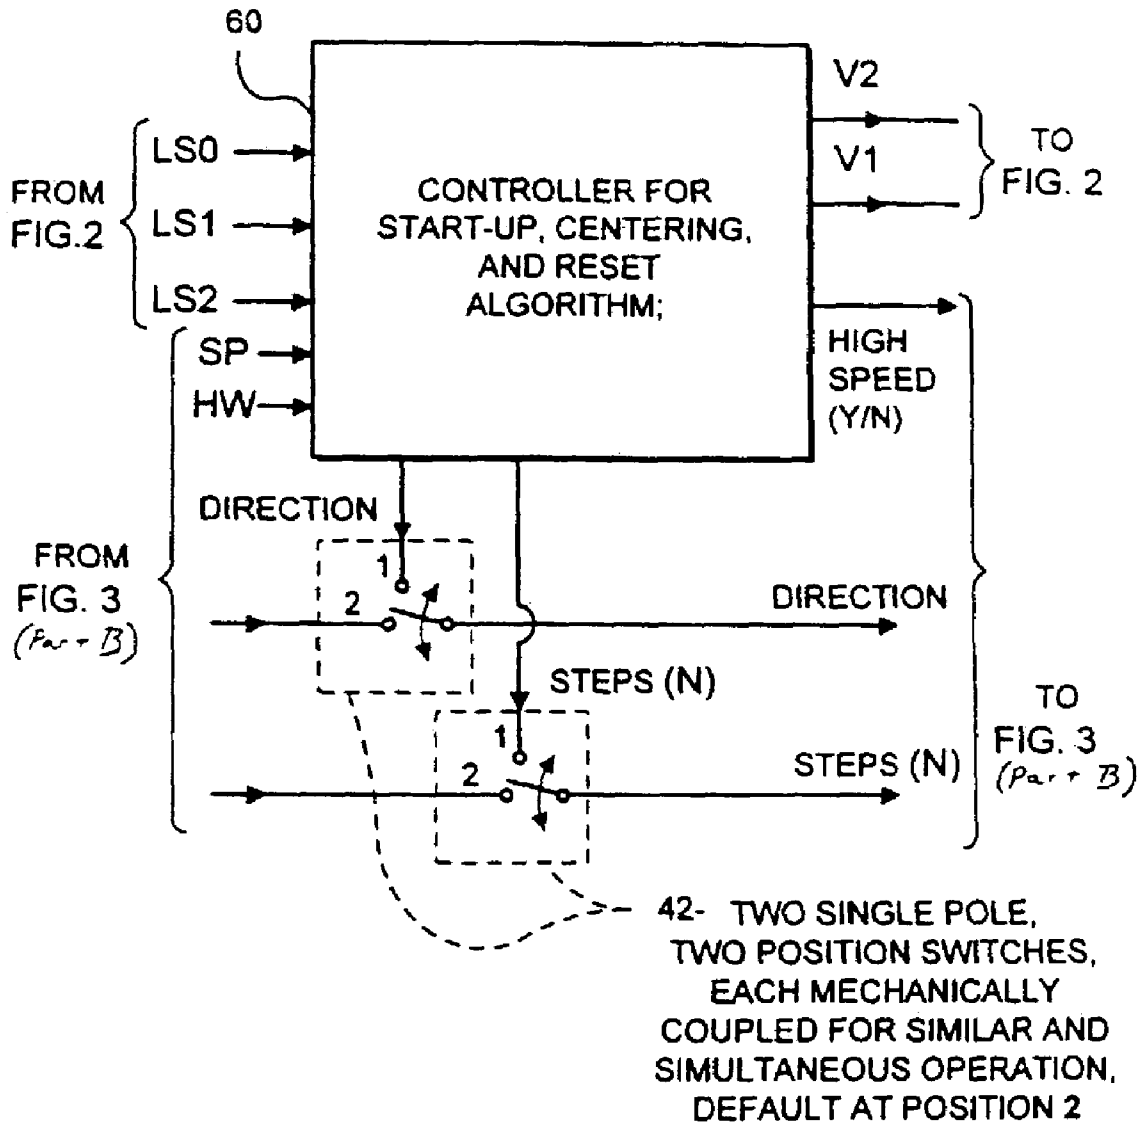 60
V2
LS0
TO
FIG. 2
V1
FROM
FIG.2
CONTROLLER FOR
START-UP, CENTERING,
AND RESET
ALGORITHM;
LS1
LS2
SP
HIGH
SPEED
(Y/N)
HW
DIRECTION
FROM
FIG. 3
(Part B)
1
2
DIRECTION
STEPS (N)
TO
FIG. 3
(Part B)
1
2
STEPS (N)
42- TWO SINGLE POLE,
TWO POSITION SWITCHES,
EACH MECHANICALLY
COUPLED FOR SIMILAR AND
SIMULTANEOUS OPERATION,
DEFAULT AT POSITION 2